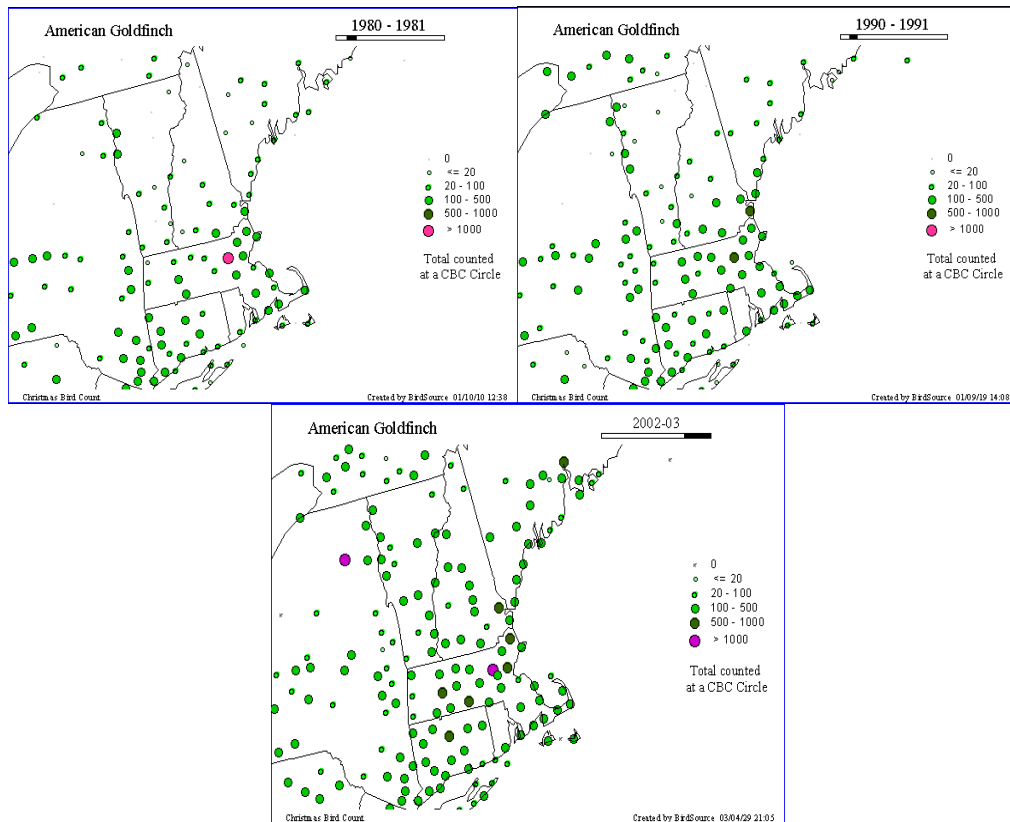 American Goldfinch
1980 - 1981
0
<= 20
20 - 100
100 - 500
500 - 1000
> 1000
Total counted
at a CBC Circle
Christmas Bird Count
Created by BirdSource 01/10/10 12:38
American Goldfinch
1990 - 1991
0
<= 20
20 - 100
100 - 500
500 - 1000
> 1000
Total counted
at a CBC Circle
Christmas Bird Count
Created by BirdSource 01/09/19 14:08
American Goldfinch
2002-03
0
<= 20
20 - 100
100 - 500
500 - 1000
> 1000
Total counted
at a CBC Circle
Christmas Bird Count
Created by BirdSource 03/04/29 21:05